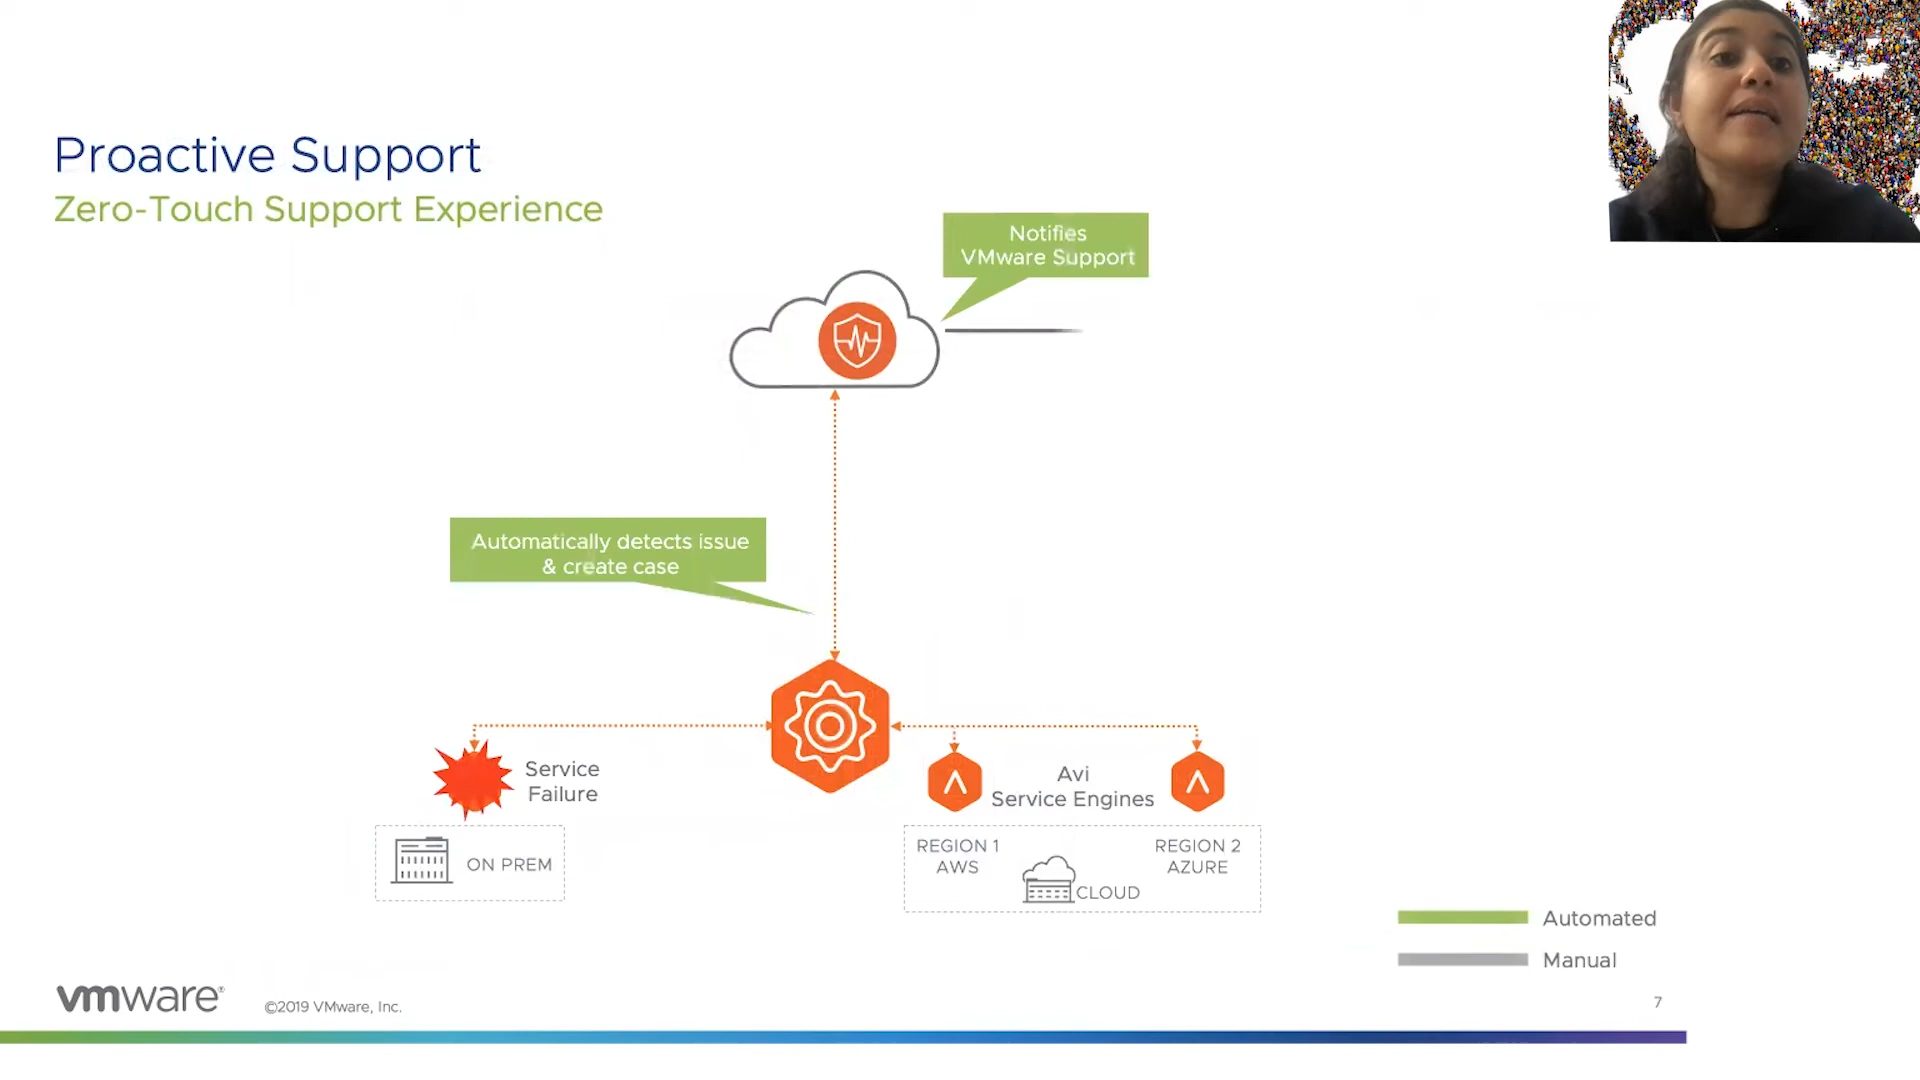 Proactive Support
Zero-Touch Support Experience
Notifies
VMware Support
Automatically detects issue
& create case
Service
Failure
Avi
Service Engines
ON PREM
REGION 1
AWS
REGION 2
AZURE
CLOUD
Automated
Manual
vmware®
©2019 VMware, Inc.
7